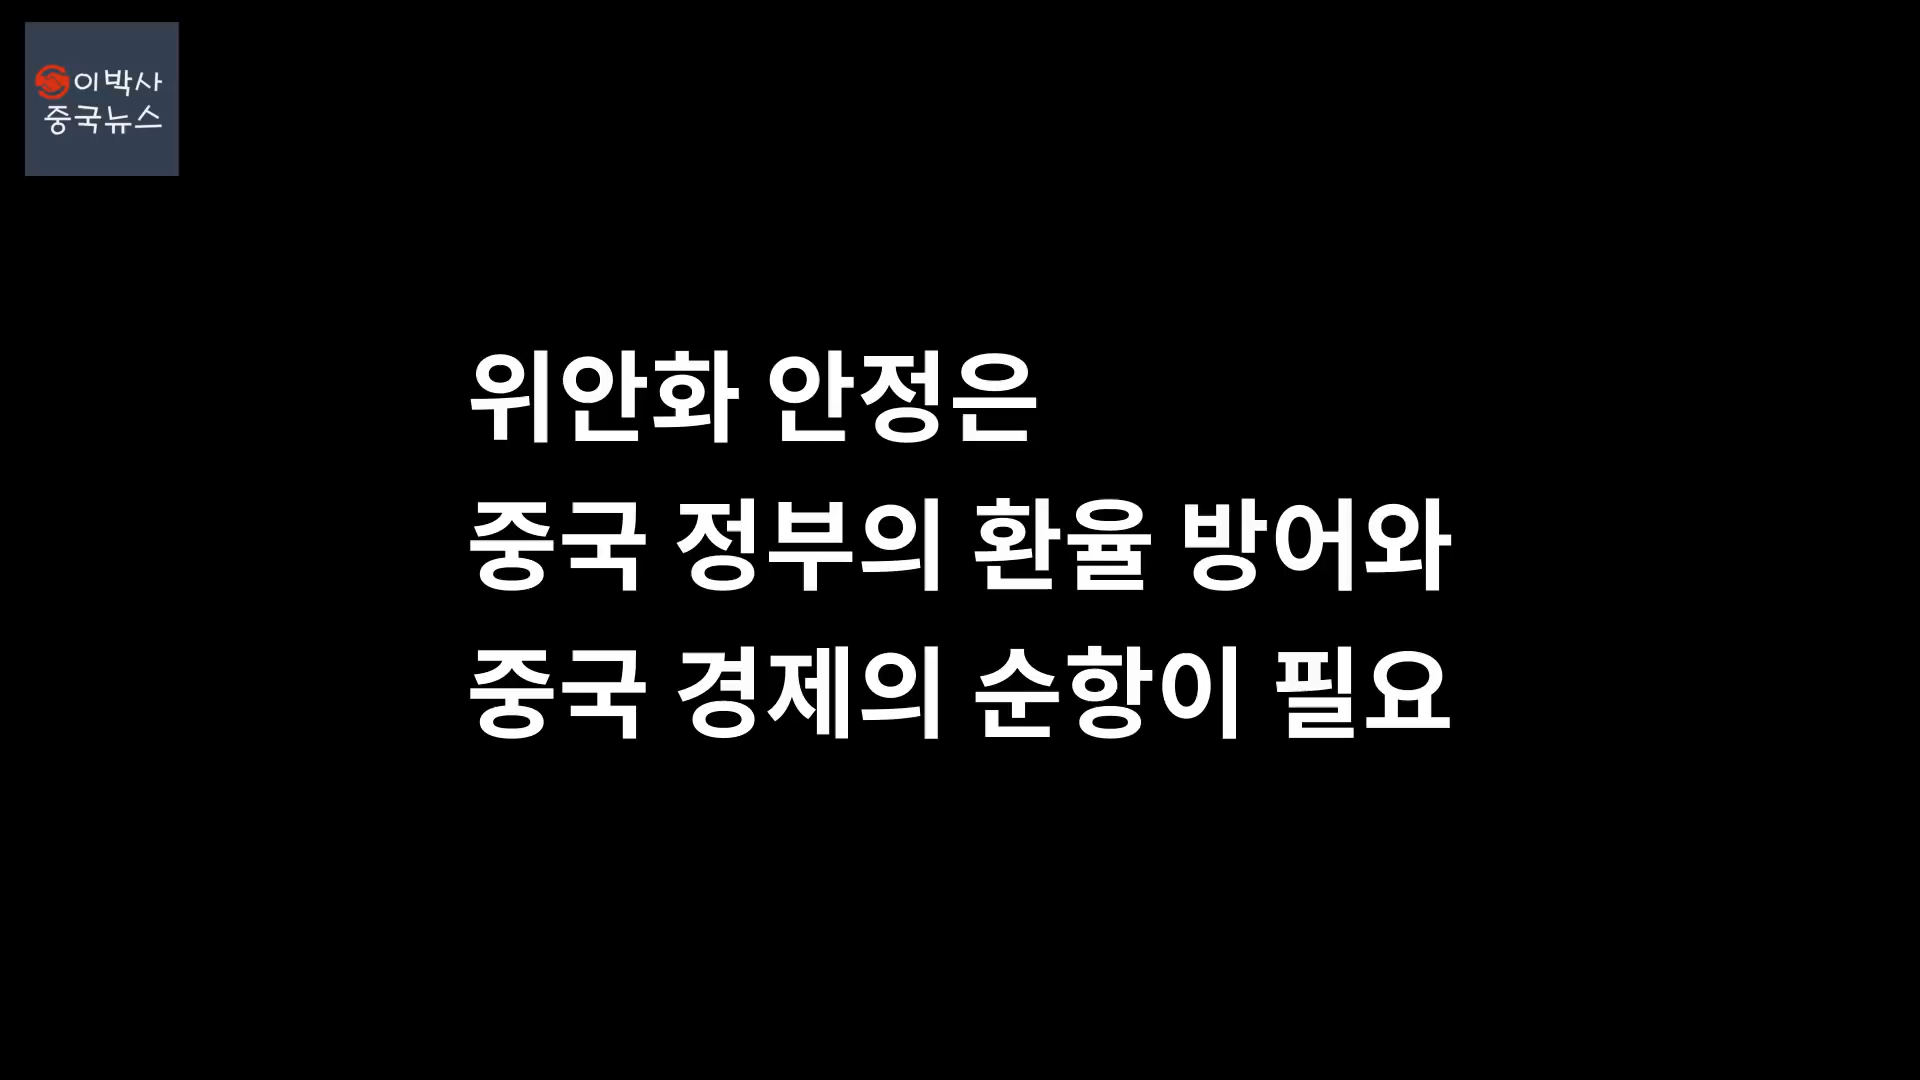 이박사
중국뉴스
위안화 안정은
중국 정부의 환율 방어와
중국 경제의 순항이 필요